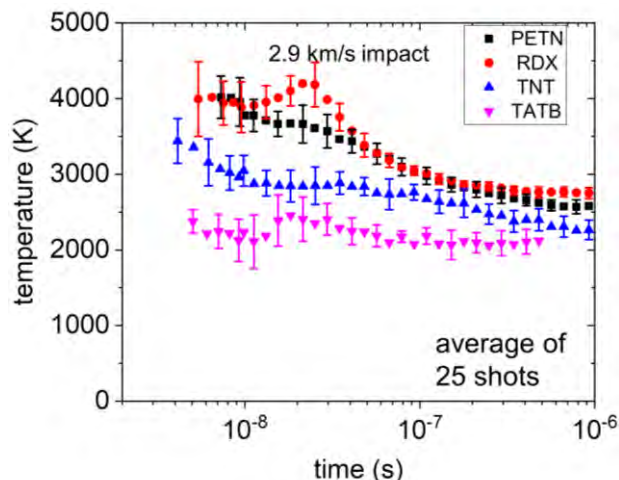 5000
4000
3000
2000
1000
0
temperature (K)
2.9 km/s impact
PETN
RDX
TNT
TATB
average of
25 shots
10-8
10-7
10-6
time (s)